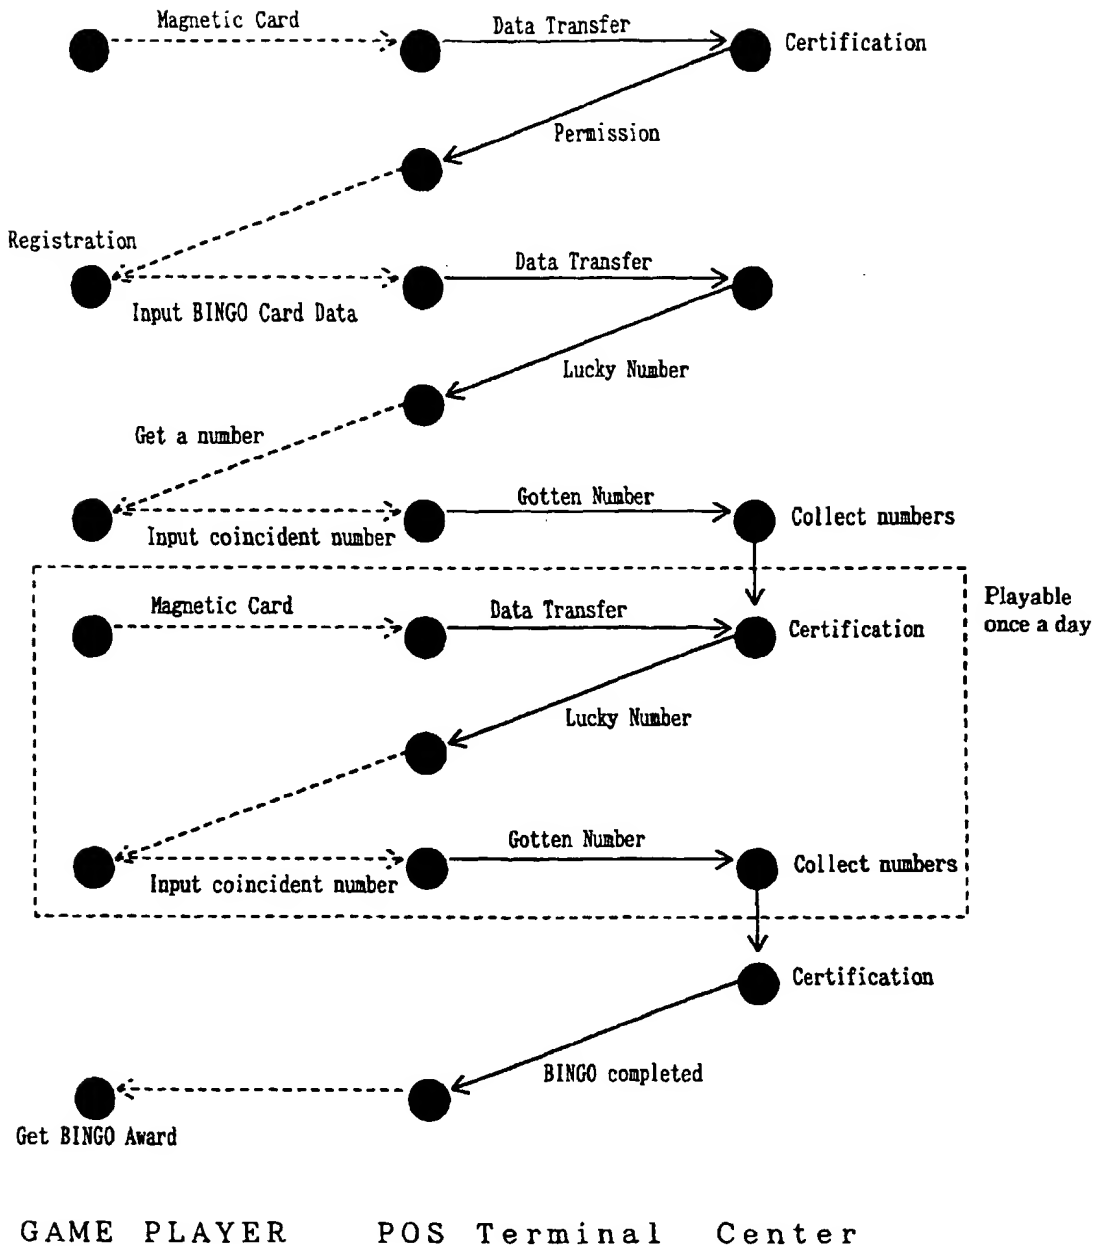 Magnetic Card
Data Transfer
Certification
Permission
Registration
Data Transfer
Input BINGO Card Data
Lucky Number
Get a number
Gotten Number
Collect numbers
Input coincident number
Playable
once a day
Magnetic Card
Data Transfer
Certification
Lucky Number
Gotten Number
Collect numbers
Input coincident number
Certification
BINGO completed
Get BINGO Award
GAME PLAYER POS Terminal Center